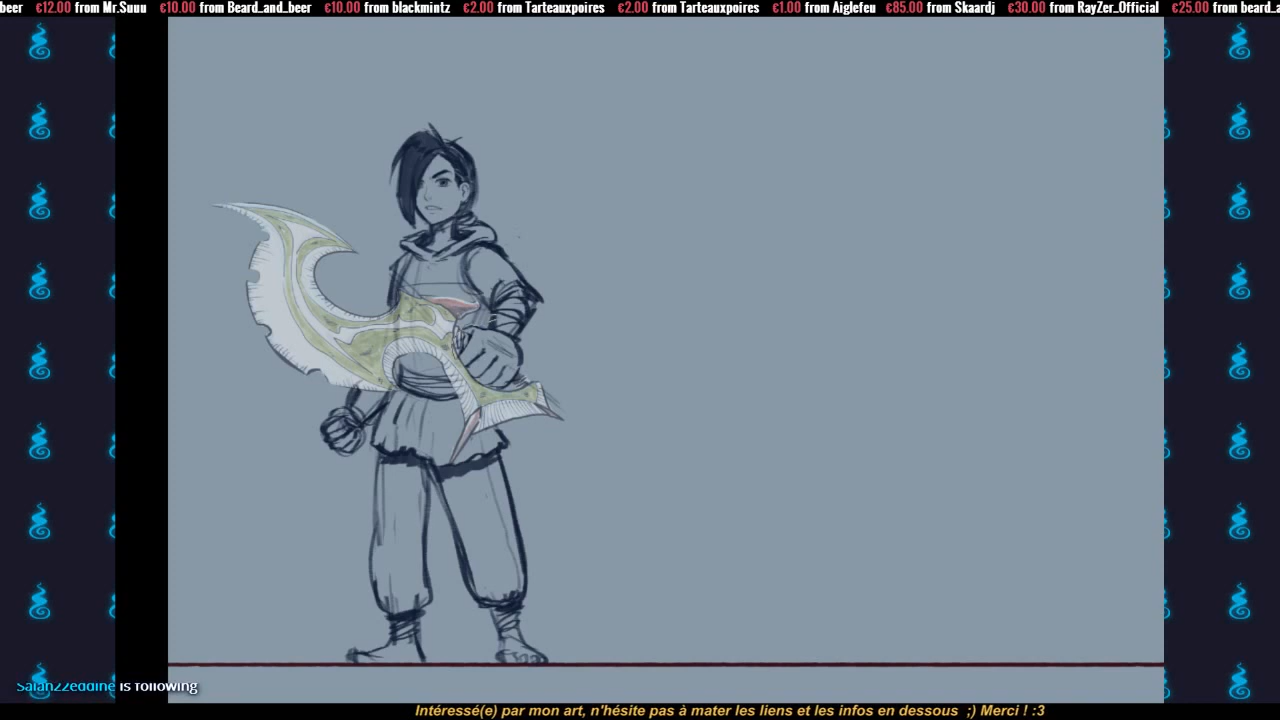 beer €12.00 from Mr.Suuu €10.00 from Beard_and_beer €10.00 from blackmintz €2.00 from Tarteauxpoires €2.00 from Tarteauxpoires €1.00 from Aiglefeu €85.00 from Skaardj €30.00 from RayZer_Official €25.00 from beard_a
is following
Intéressé(e) par mon art, n'hésite pas à mater les liens et les infos en dessous ;) Merci ! :3